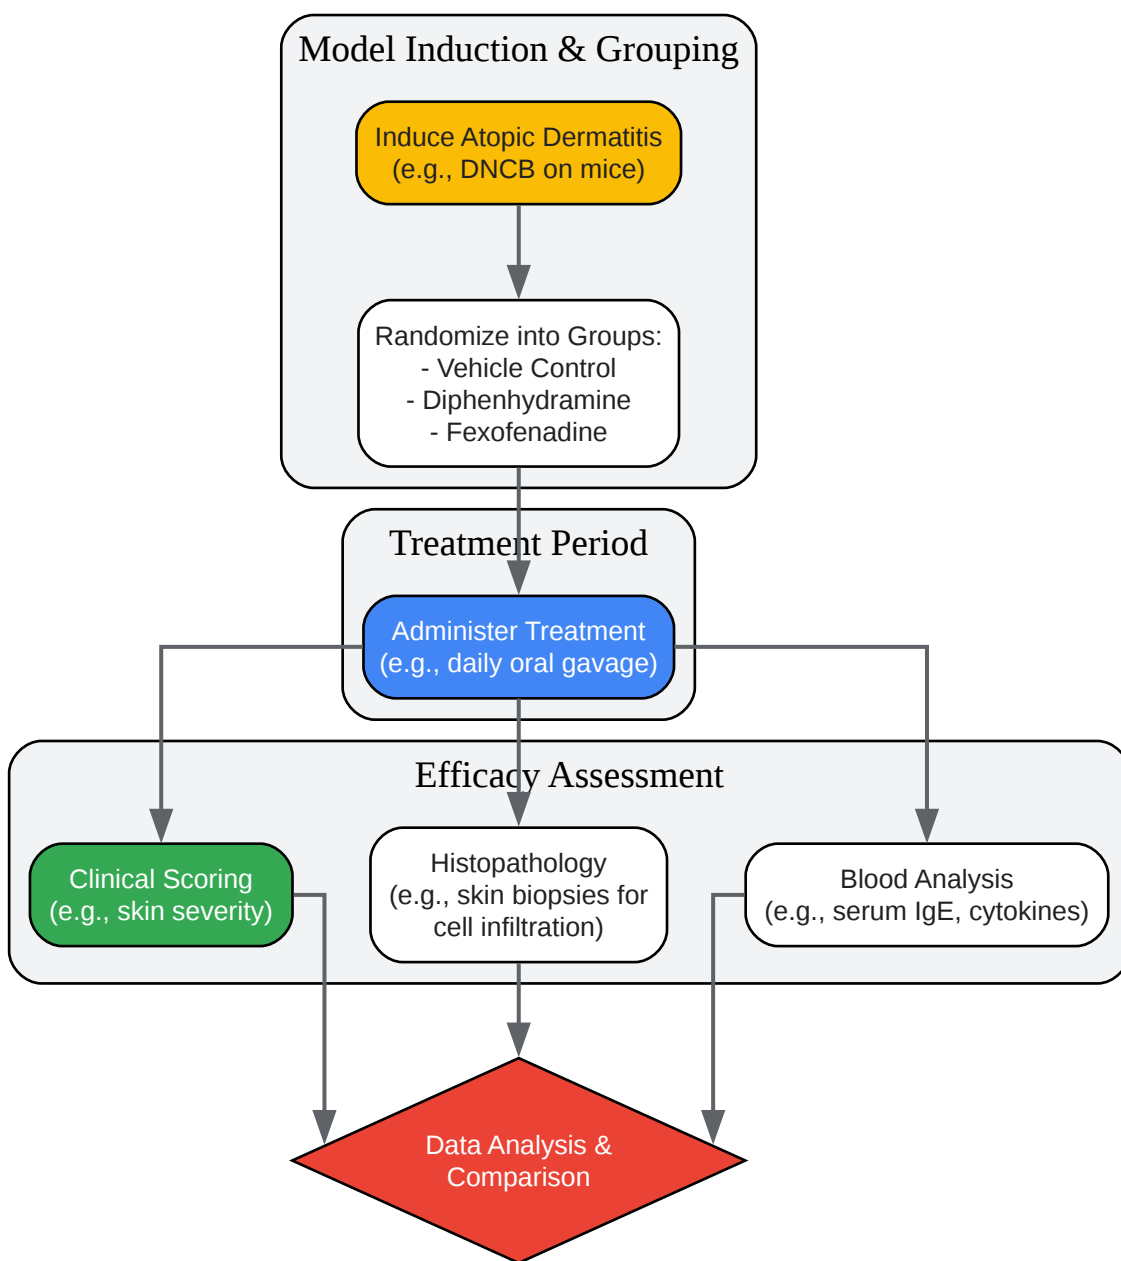 Model Induction & Grouping
Induce Atopic Dermatitis
(e.g., DNCB on mice)
Randomize into Groups:
- Vehicle Control
- Diphenhydramine
- Fexofenadine
Treatment Period
Administer Treatment
(e.g., daily oral gavage)
Efficacy Assessment
Clinical Scoring
(e.g., skin severity)
Histopathology
(e.g., skin biopsies for
cell infiltration)
Blood Analysis
(e.g., serum IgE, cytokines)
Data Analysis &
Comparison